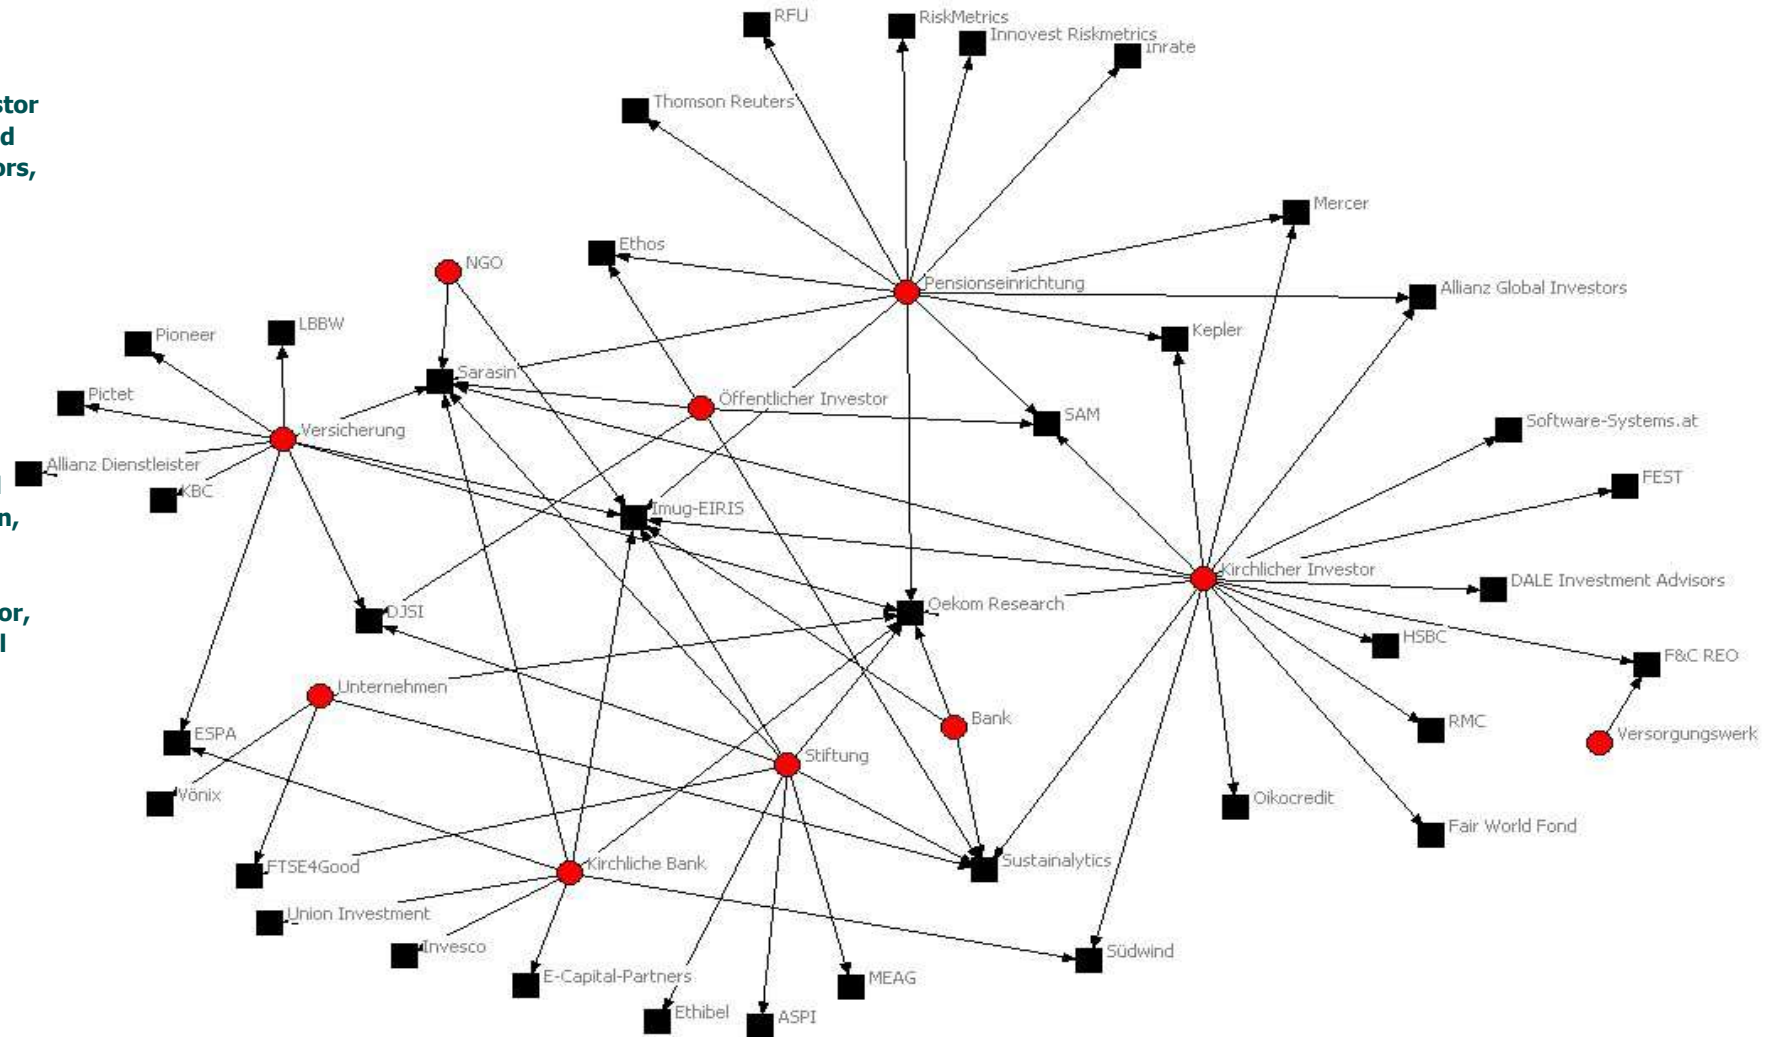 RFU
RiskMetrics
Innovest Riskmetrics
Inrate
stor
Thomson Reuters
d
ors,
Mercer
Ethos
NGO
Pensionseinrichtung
Allianz Global Investors
LBBW
Pioneer
Kepler
Sarasin
Pictet
Öffentlicher Investor
SAM
Software-Systems.at
Versicherung
Allianz Dienstleister
FEST
KBC
n,
Imug-EIRIS
Kirchlicher Investor
DALE Investment Advisors
Oekom Research
DJSI
or,
HSBC
l
F&C REO
Unternehmen
Bank
RMC
ESPA
Versorgungswerk
Stiftung
Vönix
Oikocredit
Fair World Fond
Sustainalytics
Kirchliche Bank
FTSE4Good
Union Investment
Invesco
Südwind
E-Capital-Partners
MEAG
Ethibel
ASPI